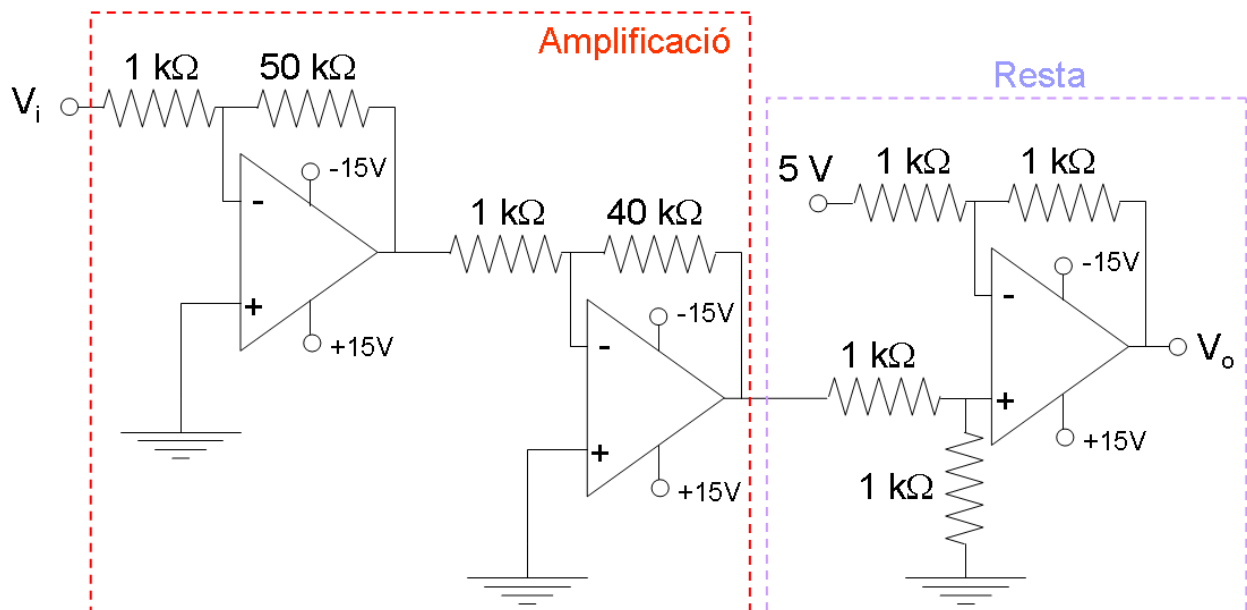 Amplificació
1 kΩ
50 kΩ
Resta
Vi
-15V
5 V
1 kΩ
1 kΩ
-
1 kΩ
40 kΩ
+
-15V
-
+15V
-15V
1 kΩ
-
Vo
+
+15V
+
1 kΩ
+15V